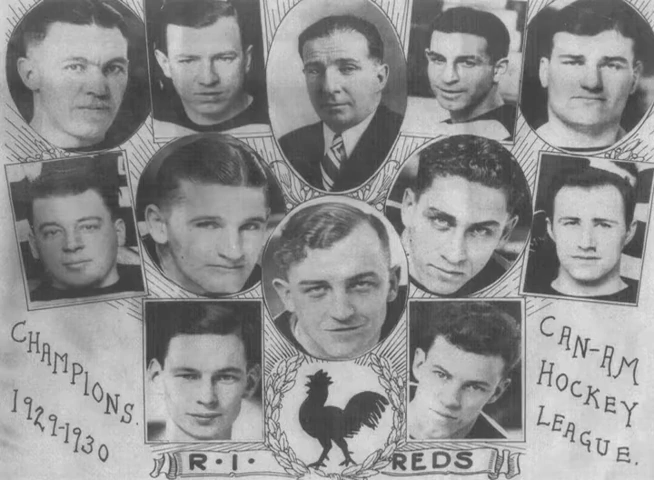 CHAMPIONS.
1929-1930
CAN-AM
HOCKEY
LEAGUE.
R·I· REDS